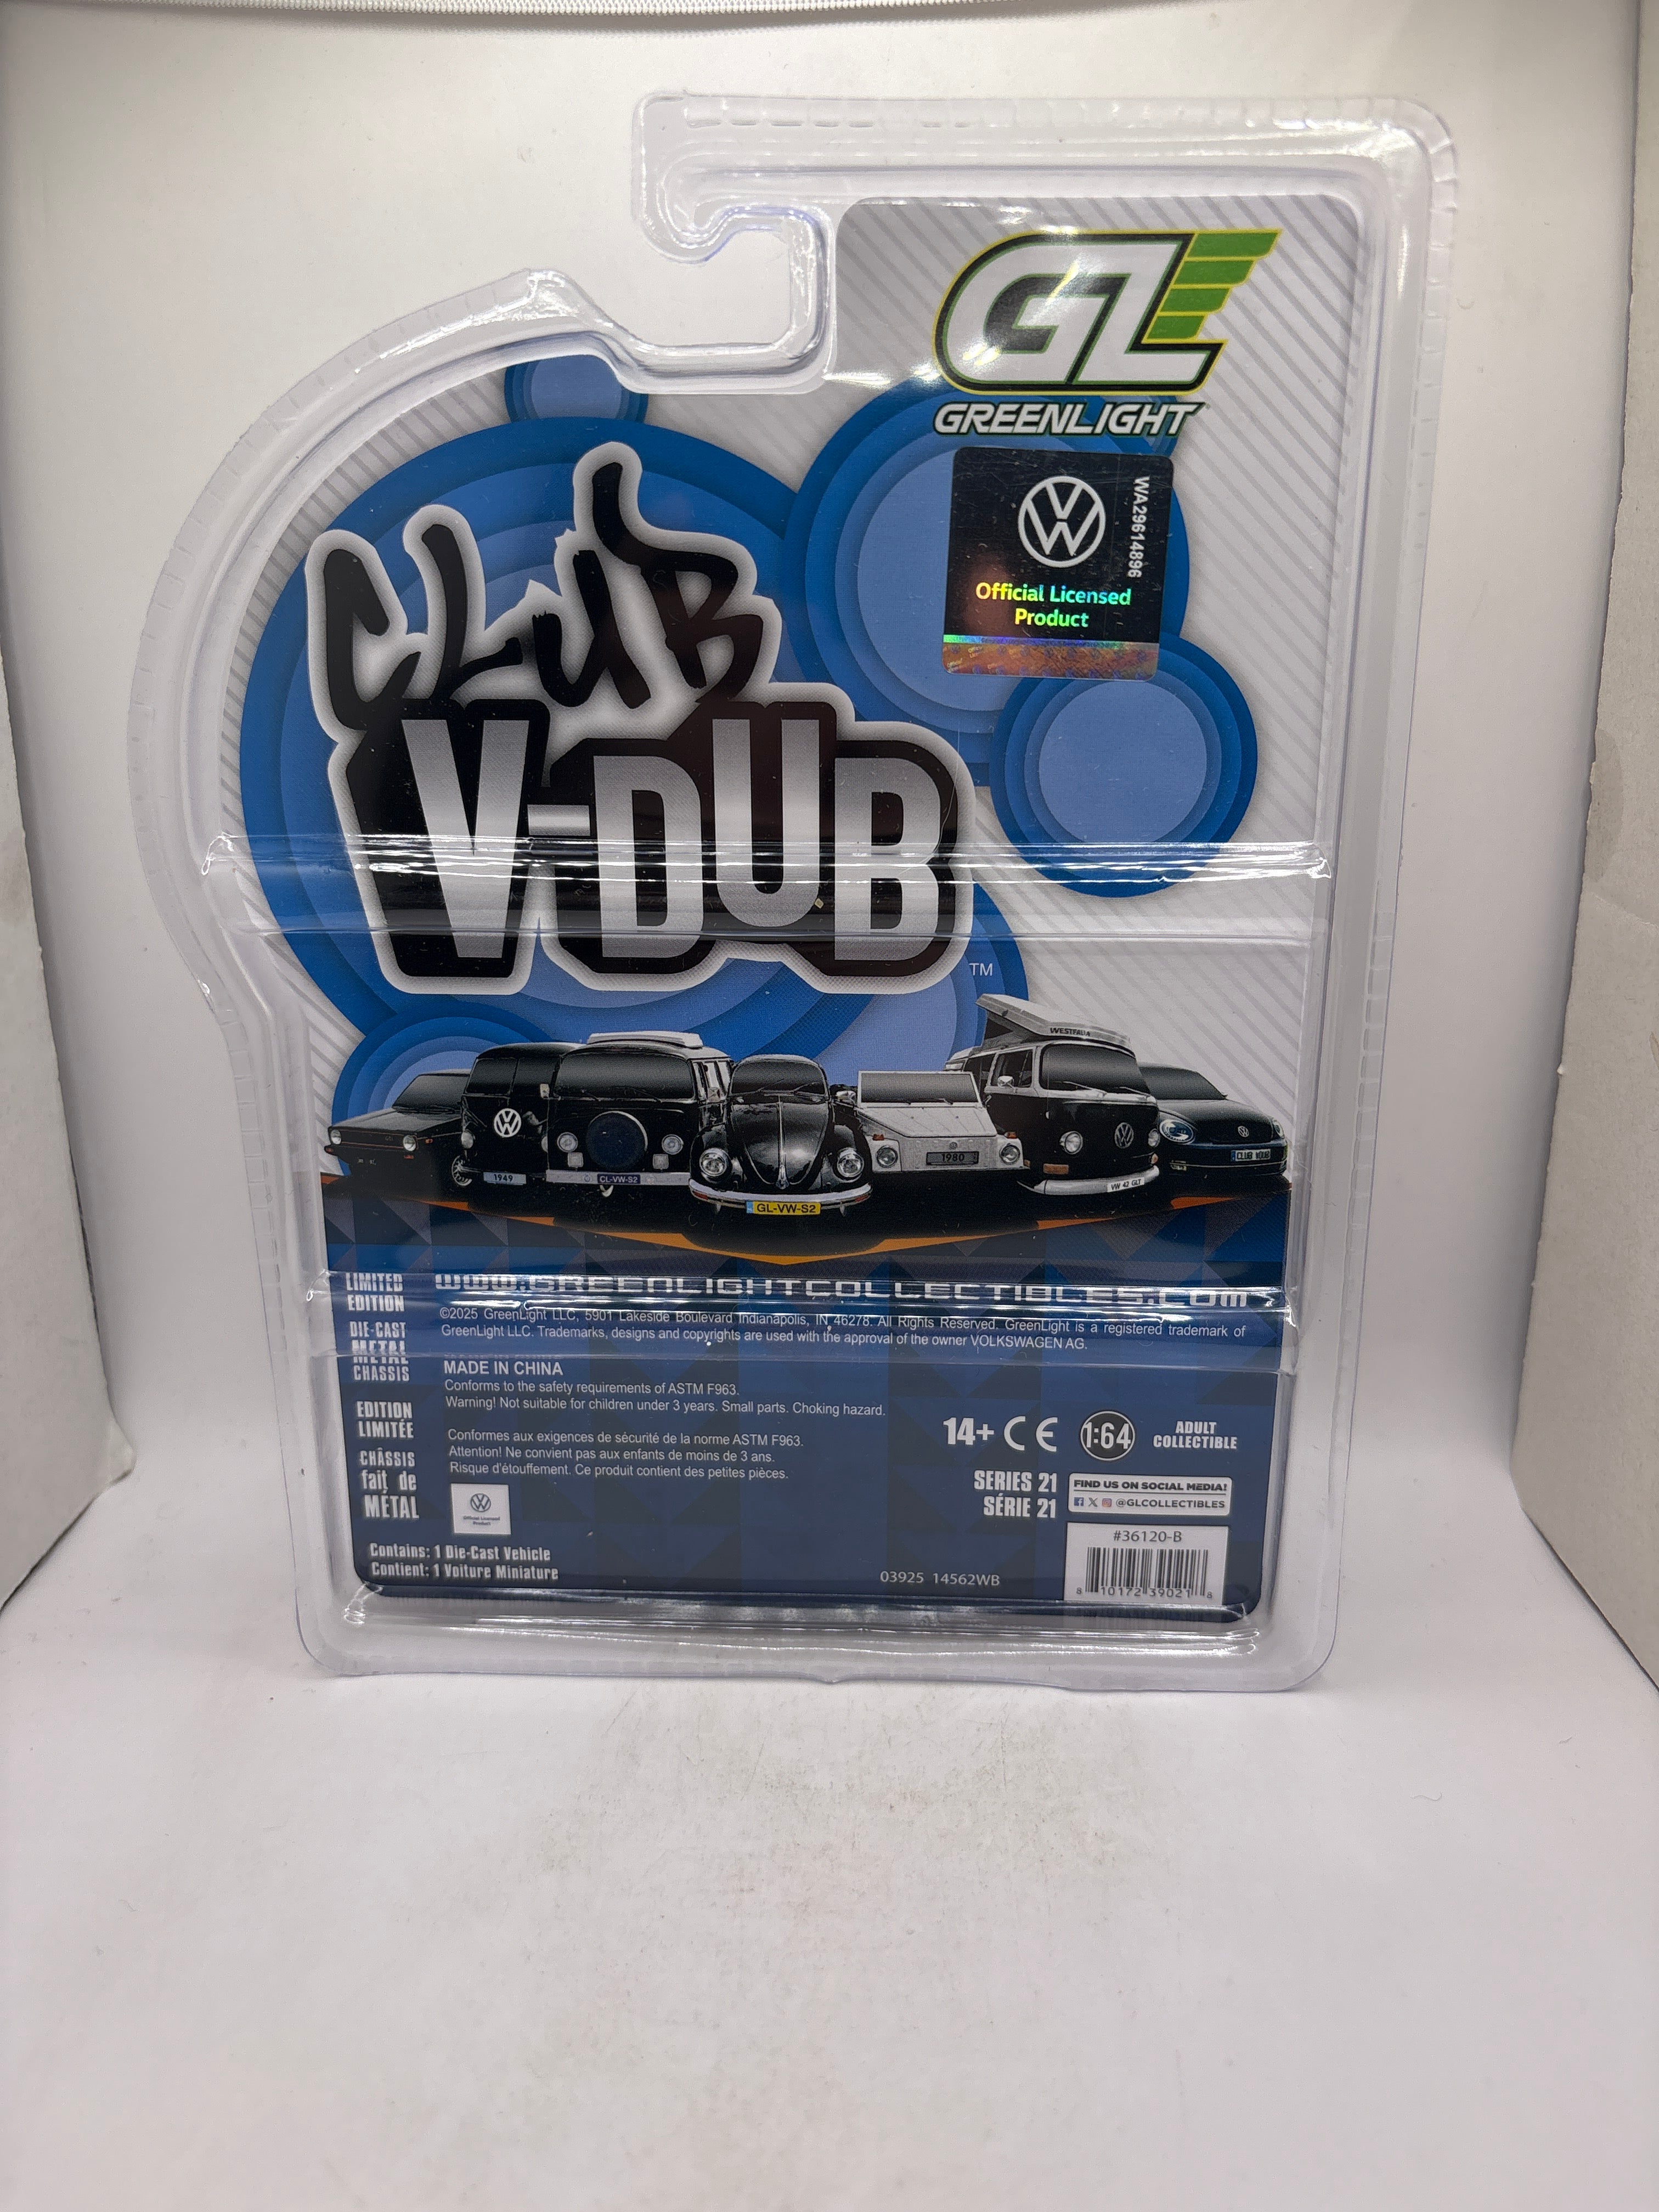 GL
GREENLIGHT
WA29614896
Official Licensed
Product
CLUB
V-DUB
TM
WESTFALIA
1949
CL-VW-S2
GL-VW-S2
1980
VW 42 GLT
CLUB VDUB
LIMITED
EDITION
DIE-CAST
METAL
CHASSIS
EDITION
LIMITÉE
CHÂSSIS
fait de
MÉTAL
WWW.GREENLIGHTCOLLECTIBLES.COM
©2025 GreenLight LLC, 5901 Lakeside Boulevard Indianapolis, IN 46278. All Rights Reserved. GreenLight is a registered trademark of
GreenLight LLC. Trademarks, designs and copyrights are used with the approval of the owner VOLKSWAGEN AG.
MADE IN CHINA
Conforms to the safety requirements of ASTM F963.
Warning! Not suitable for children under 3 years. Small parts. Choking hazard.
Conformes aux exigences de sécurité de la norme ASTM F963.
Attention! Ne convient pas aux enfants de moins de 3 ans.
Risque d'étouffement. Ce produit contient des petites pièces.
Official Licensed
Product
14+ CE 1:64 ADULT
COLLECTIBLE
SERIES 21
SÉRIE 21
FIND US ON SOCIAL MEDIA!
@GLCOLLECTIBLES
#36120-B
8 10172 39021 8
Contains: 1 Die-Cast Vehicle
Contient: 1 Voiture Miniature
03925 14562WB